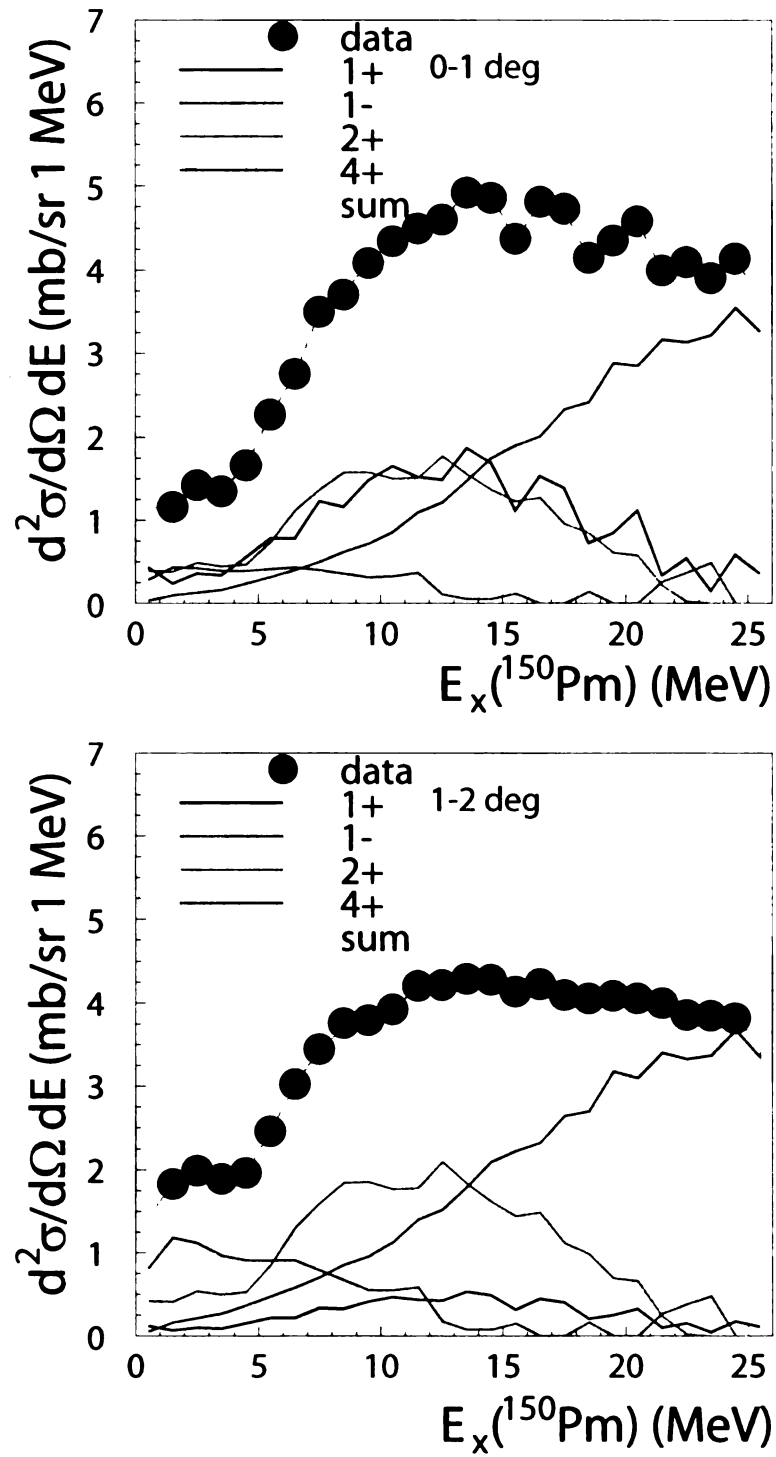 7
data
1+ 0-1 deg
6
1-
2+
4+
5
sum
4
3
2
1
0
d²σ/dΩ dE (mb/sr 1 MeV)
0 5 10 15 20 25
Eₓ(¹⁵⁰Pm) (MeV)
7
data
1+ 1-2 deg
6
1-
2+
4+
5
sum
4
3
2
1
0
d²σ/dΩ dE (mb/sr 1 MeV)
0 5 10 15 20 25
Eₓ(¹⁵⁰Pm) (MeV)